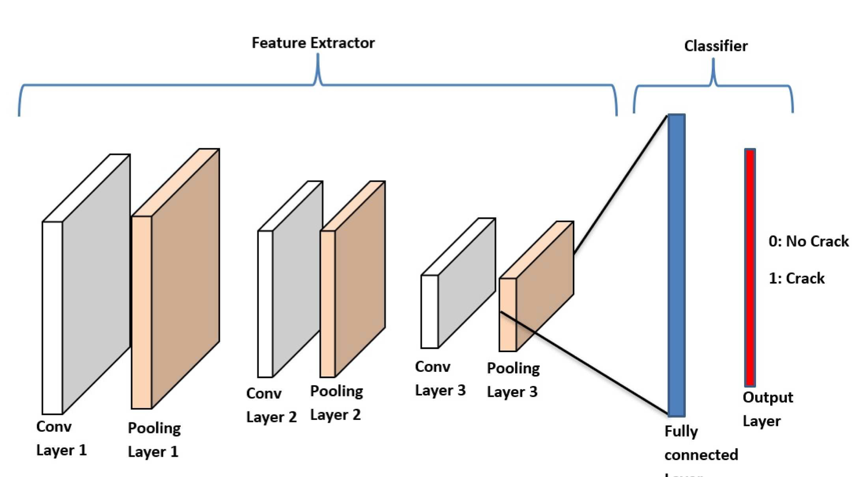 Feature Extractor
Classifier
0: No Crack
1: Crack
Conv
Layer 1
Pooling
Layer 1
Conv
Layer 2
Pooling
Layer 2
Conv
Layer 3
Pooling
Layer 3
Fully
connected
Output
Layer